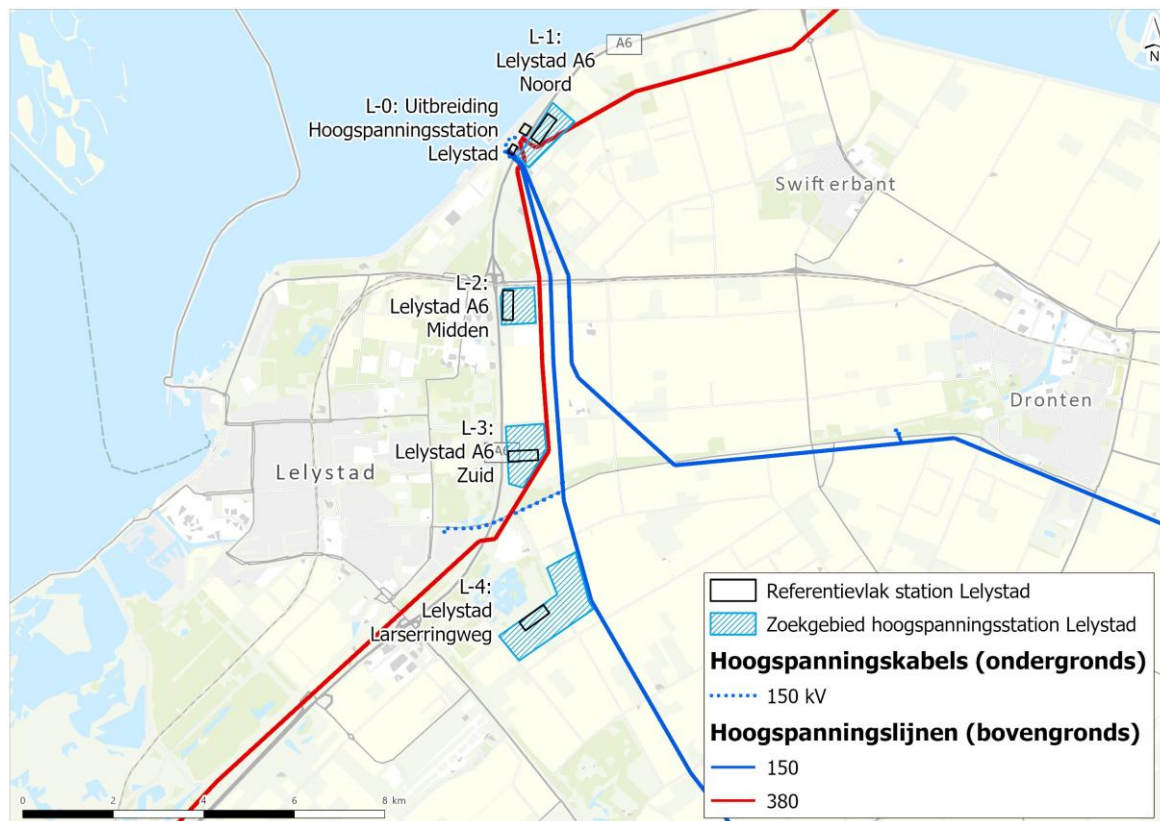 L-1:
Lelystad A6
Noord
A6
N
L-0: Uitbreiding
Hoogspanningsstation
Lelystad
Swifterbant
L-2:
Lelystad A6
Midden
Dronten
L-3:
Lelystad A6
Zuid
A6
Lelystad
L-4:
Lelystad
Larserringweg
Referentievlak station Lelystad
Zoekgebied hoogspanningsstation Lelystad
Hoogspanningskabels (ondergronds)
150 kV
Hoogspanningslijnen (bovengronds)
150
380
0 2 4 6 8 km